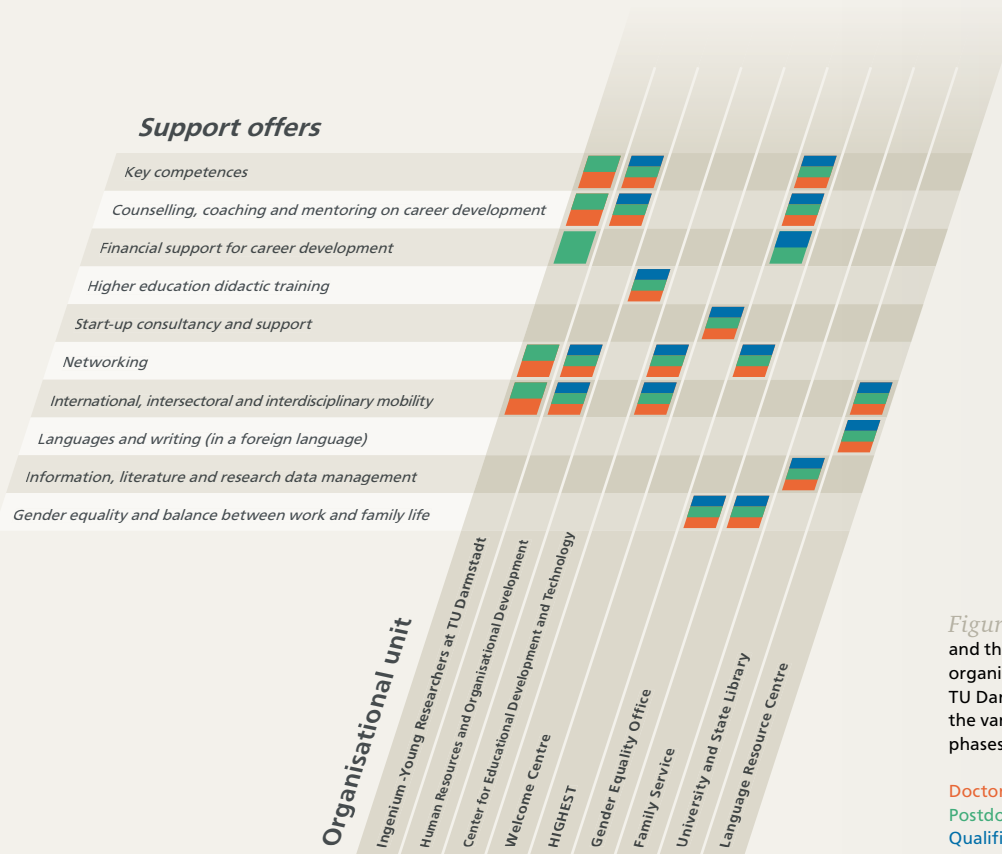 Support offers
Key competences
Counselling, coaching and mentoring on career development
Financial support for career development
Higher education didactic training
Start-up consultancy and support
Networking
International, intersectoral and interdisciplinary mobility
Languages and writing (in a foreign language)
Information, literature and research data management
Gender equality and balance between work and family life
Organisational unit
Ingenium -Young Researchers at TU Darmstadt
Human Resources and Organisational Development
Center for Educational Development and Technology
Welcome Centre
HIGHEST
Gender Equality Office
Family Service
University and State Library
Language Resource Centre
Figur
and th
organi
TU Dar
the var
phases
Doctor
Postdo
Qualifi